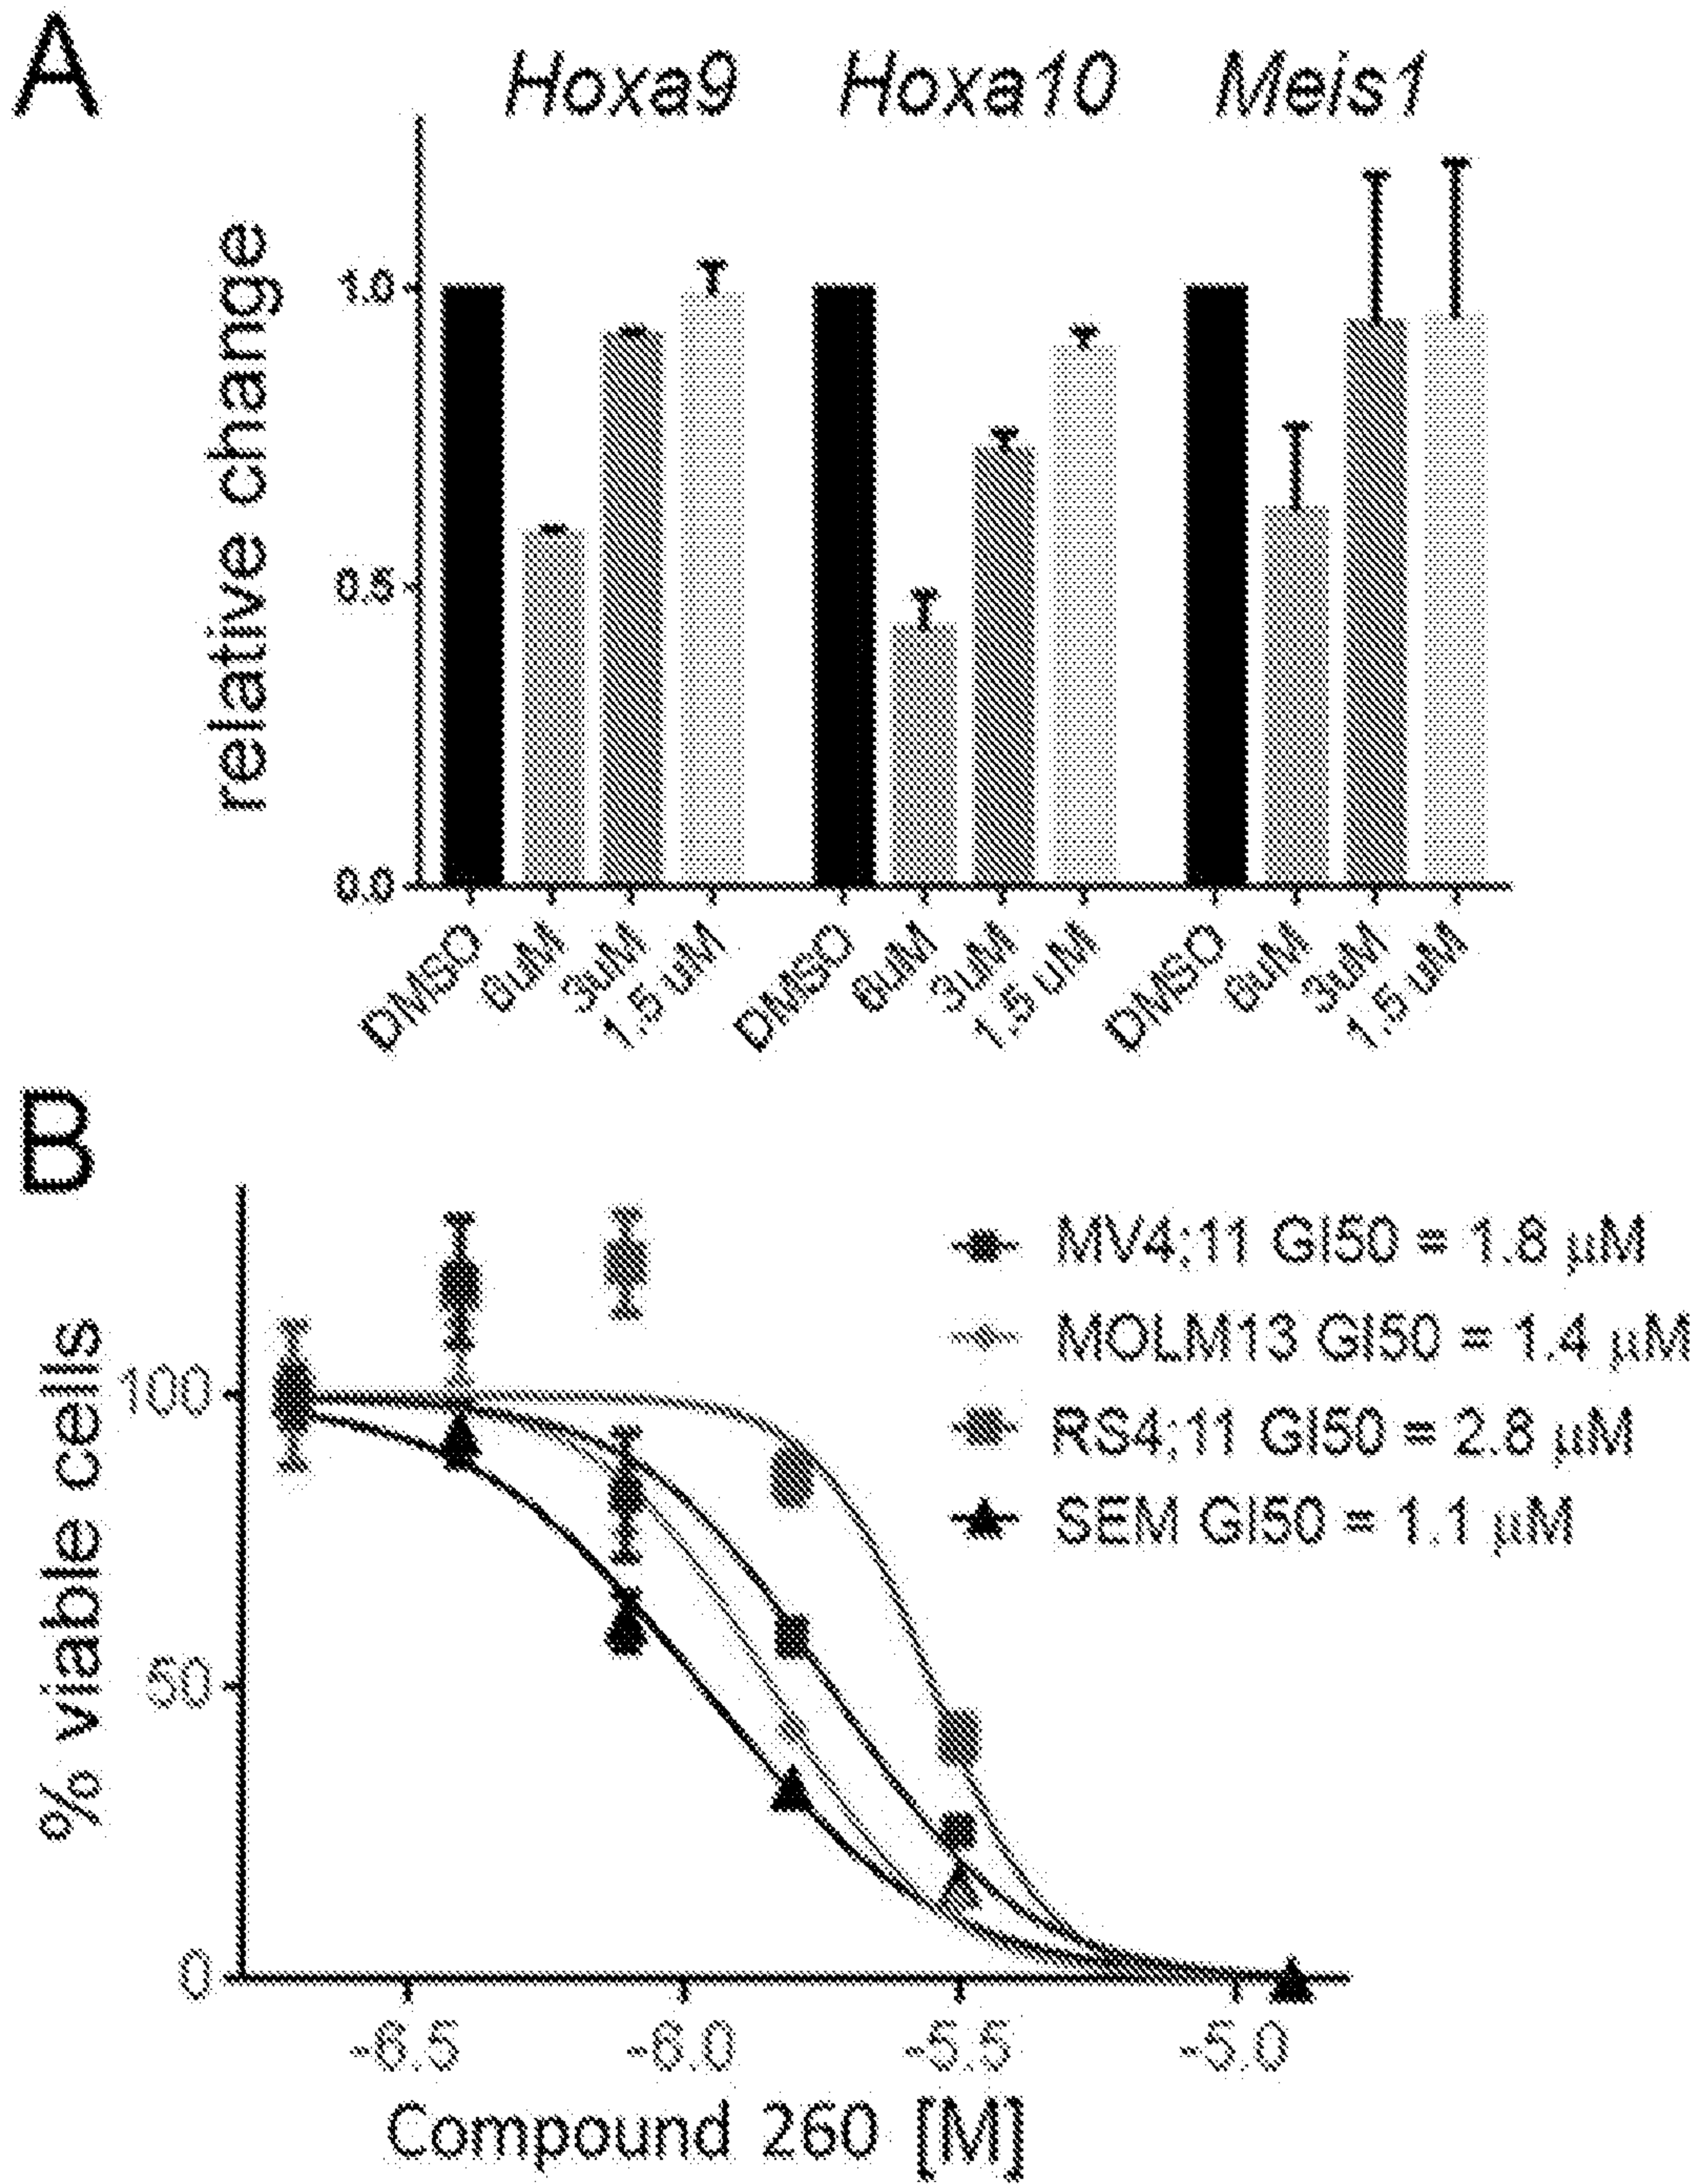 A
Hoxa9 Hoxa10 Meis1
relative change
1.0
0.5
0.0
DMSO 6uM 3uM 1.5 uM DMSO 6uM 3uM 1.5 uM DMSO 6uM 3uM 1.5 uM
B
% viable cells
100
50
0
MV4;11 GI50 = 1.8 μM
MOLM13 GI50 = 1.4 μM
RS4;11 GI50 = 2.8 μM
SEM GI50 = 1.1 μM
-6.5 -6.0 -5.5 -5.0
Compound 260 [M]